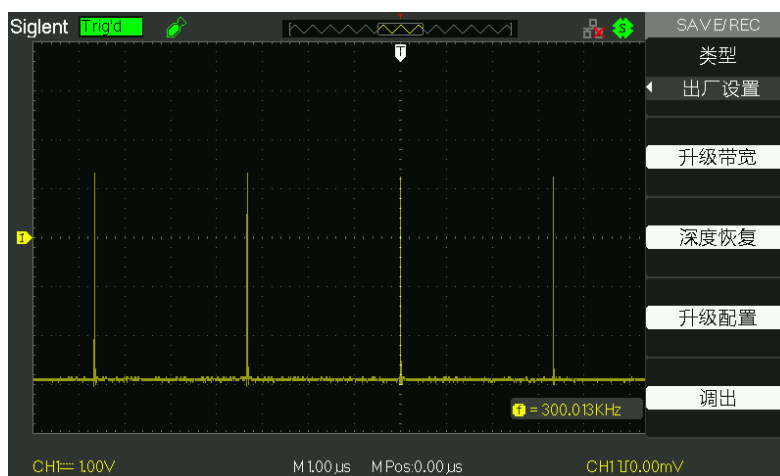 Siglent Trig'd T S SAVE/REC
T 类型
出厂设置
升级带宽
1 深度恢复
升级配置
f = 300.013KHz 调出
CH1 1.00V M 1.00µs M Pos:0.00µs CH1 0.00mV